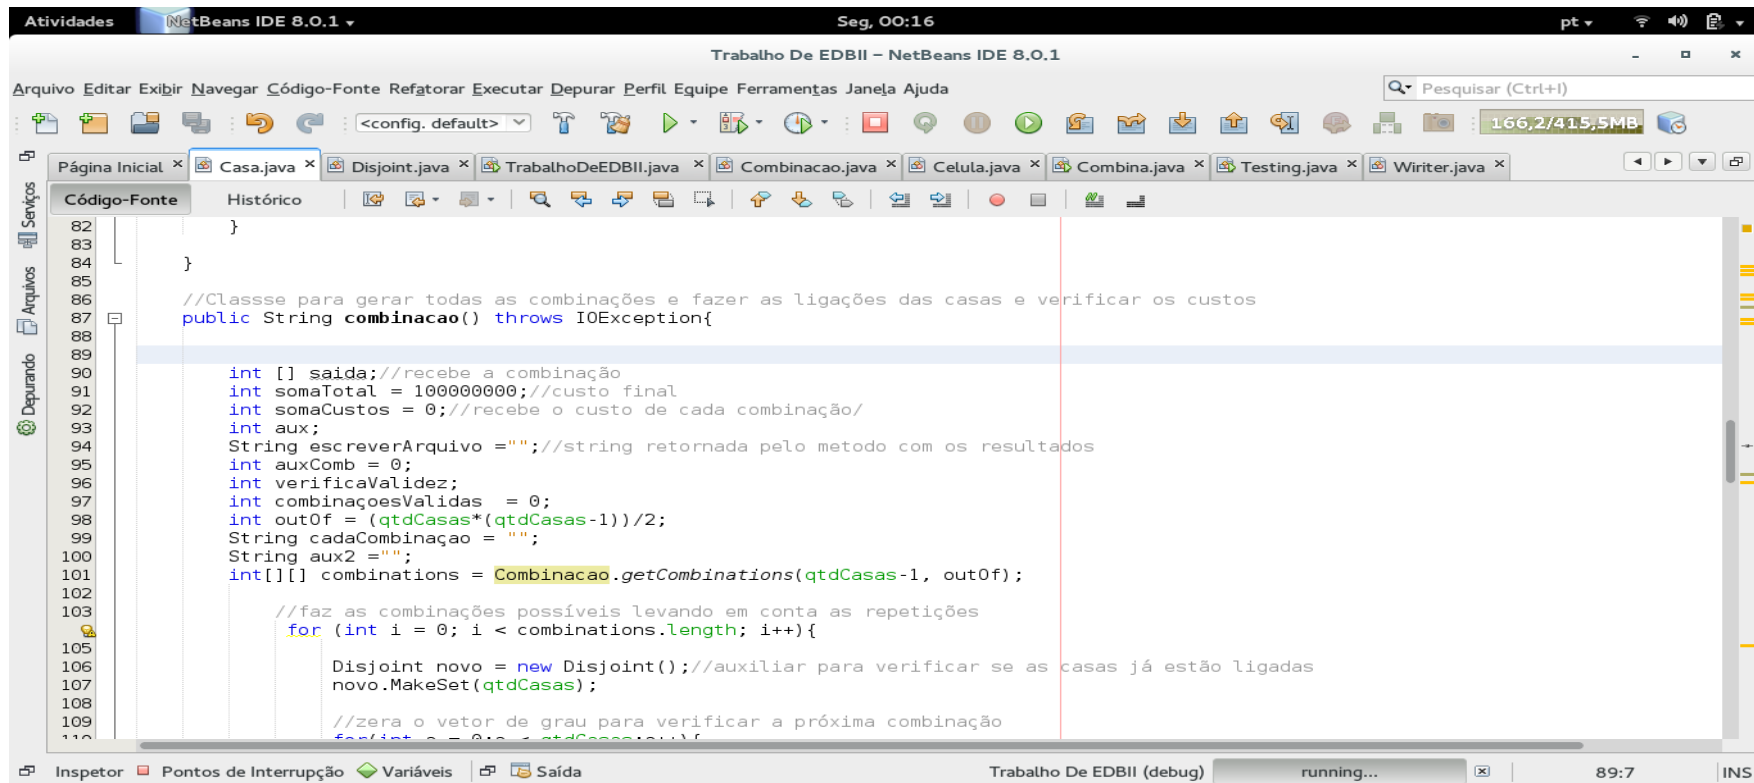 Atividades NetBeans IDE 8.0.1 Seg, 00:16 pt
Trabalho De EDBII – NetBeans IDE 8.0.1
Arquivo Editar Exibir Navegar Código-Fonte Refatorar Executar Depurar Perfil Equipe Ferramentas Janela Ajuda Pesquisar (Ctrl+I)
<config. default> 166,2/415,5MB
Página Inicial Casa.java Disjoint.java TrabalhoDeEDBII.java Combinacao.java Celula.java Combina.java Testing.java Wiriter.java
Código-Fonte Histórico
Serviços
Arquivos
Depurando
82 }
83
84 }
85
86 //Classse para gerar todas as combinações e fazer as ligações das casas e verificar os custos
87 public String combinacao() throws IOException{
88
89
90 int [] saida;//recebe a combinação
91 int somaTotal = 100000000;//custo final
92 int somaCustos = 0;//recebe o custo de cada combinação/
93 int aux;
94 String escreverArquivo ="";//string retornada pelo metodo com os resultados
95 int auxComb = 0;
96 int verificaValidez;
97 int combinaçoesValidas  = 0;
98 int outOf = (qtdCasas*(qtdCasas-1))/2;
99 String cadaCombinaçao = "";
100 String aux2 ="";
101 int[][] combinations = Combinacao.getCombinations(qtdCasas-1, outOf);
102
103 //faz as combinações possíveis levando em conta as repetições
for (int i = 0; i < combinations.length; i++){
105
106 Disjoint novo = new Disjoint();//auxiliar para verificar se as casas já estão ligadas
107 novo.MakeSet(qtdCasas);
108
109 //zera o vetor de grau para verificar a próxima combinação
Inspetor Pontos de Interrupção Variáveis Saída Trabalho De EDBII (debug) running... 89:7 INS